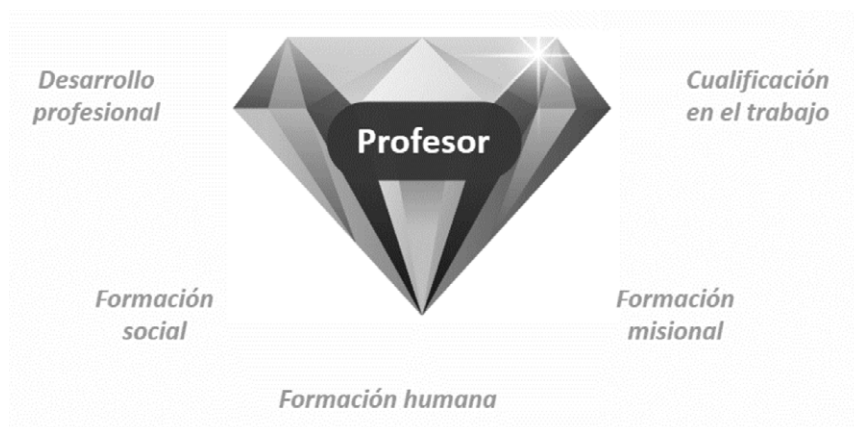 Desarrollo
profesional
Cualificación
en el trabajo
Profesor
Formación
social
Formación
misional
Formación humana